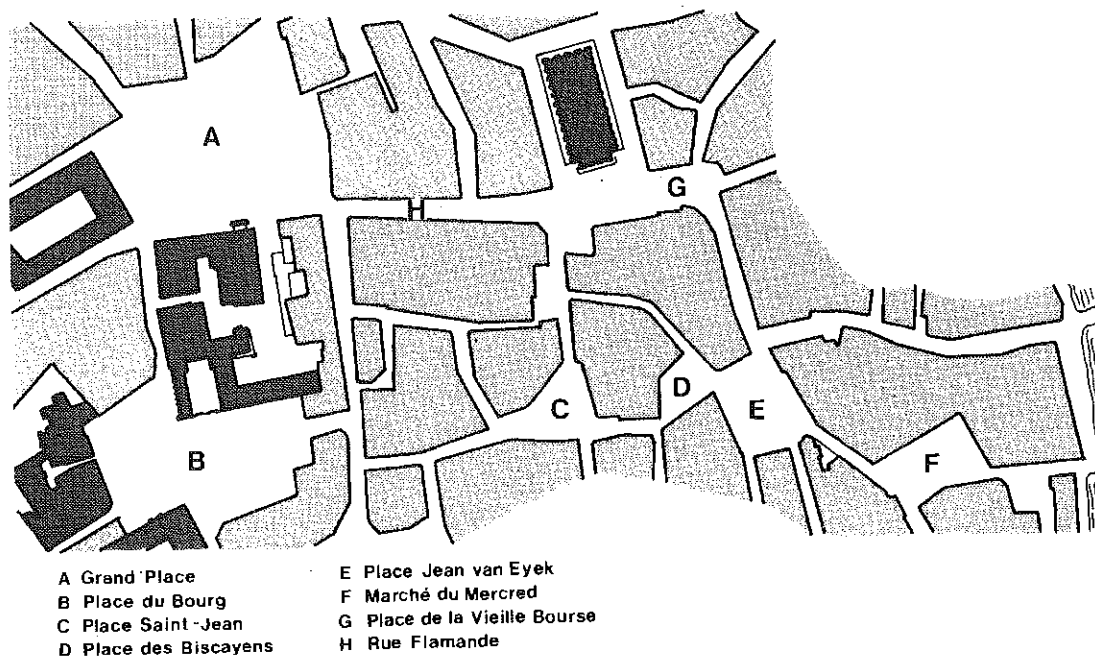 A
H
G
D
C
E
B
F
A Grand Place
B Place du Bourg
C Place Saint-Jean
D Place des Biscayens
E Place Jean van Eyek
F Marché du Mercred
G Place de la Vieille Bourse
H Rue Flamande